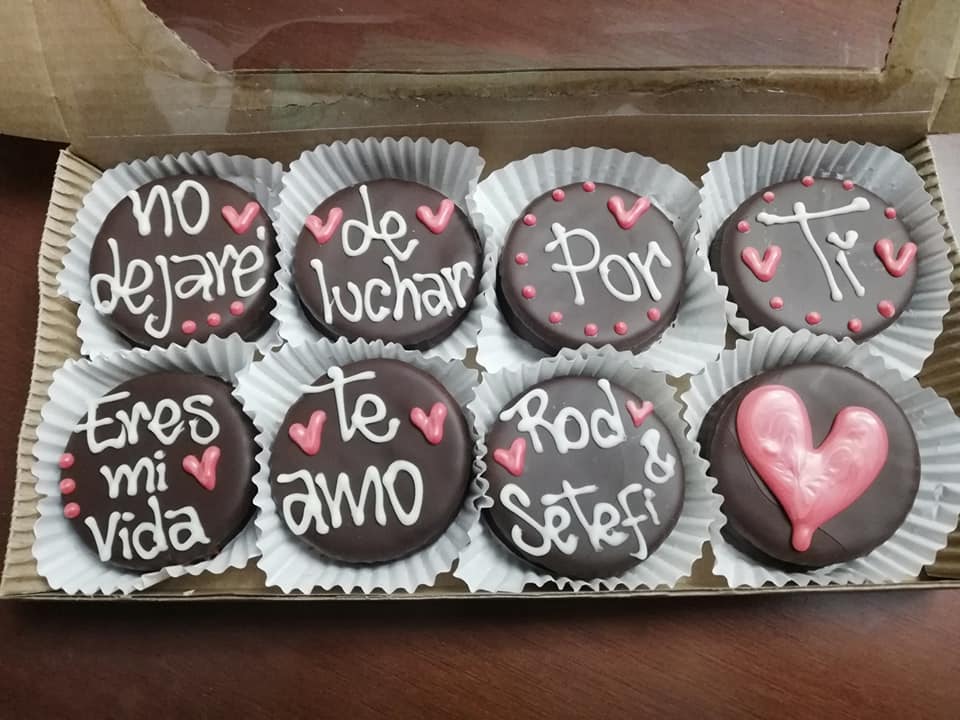 No
dejaré
de
luchar
Por
Ti
Eres
mi
vida
te
amo
Rod
&
Setefi